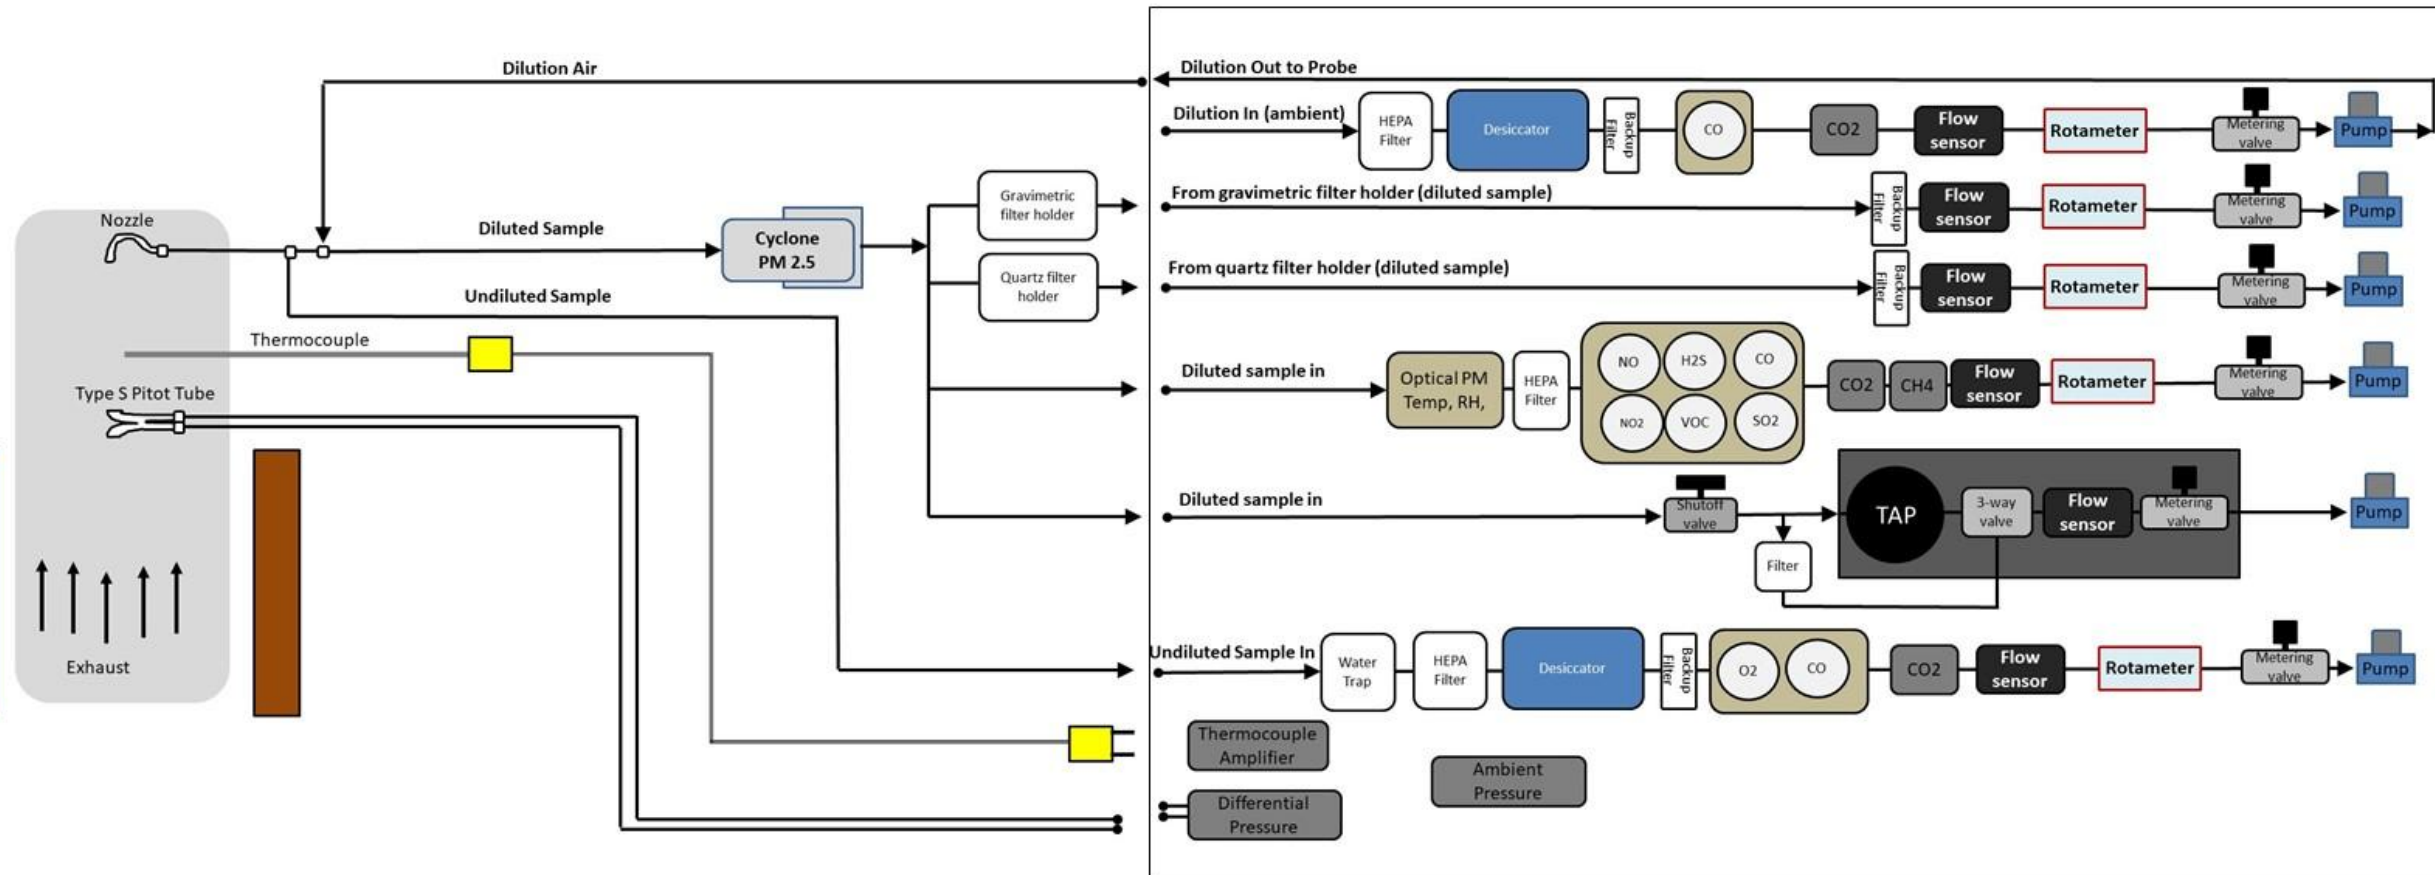 Dilution Air
Dilution Out to Probe
Dilution In (ambient)
HEPA
Filter
Desiccator
Backup
Filter
CO
CO2
Flow
sensor
Rotameter
Metering
valve
Pump
Nozzle
Diluted Sample
Cyclone
PM 2.5
Gravimetric
filter holder
From gravimetric filter holder (diluted sample)
Backup
Filter
Flow
sensor
Rotameter
Metering
valve
Pump
Quartz filter
holder
From quartz filter holder (diluted sample)
Backup
Filter
Flow
sensor
Rotameter
Metering
valve
Pump
Undiluted Sample
Thermocouple
Type S Pitot Tube
Diluted sample in
Optical PM
Temp, RH,
HEPA
Filter
NO
H2S
CO
NO2
VOC
SO2
CO2
CH4
Flow
sensor
Rotameter
Metering
valve
Pump
Diluted sample in
Shutoff
valve
Filter
TAP
3-way
valve
Flow
sensor
Metering
valve
Pump
Exhaust
Undiluted Sample In
Water
Trap
HEPA
Filter
Desiccator
Backup
Filter
O2
CO
CO2
Flow
sensor
Rotameter
Metering
valve
Pump
Thermocouple
Amplifier
Ambient
Pressure
Differential
Pressure